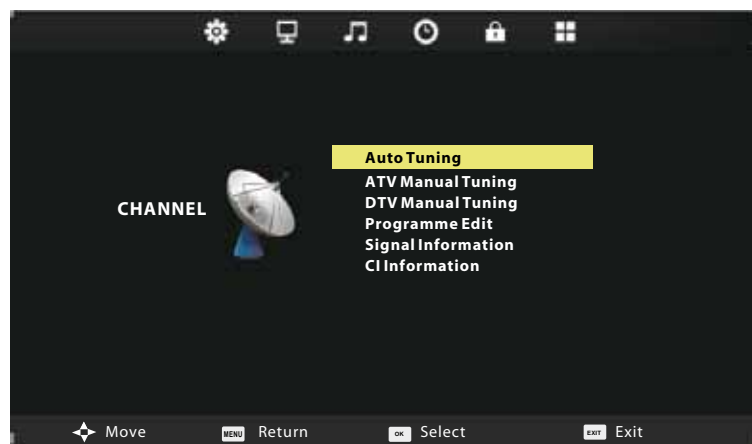 Auto Tuning
ATV Manual Tuning
DTV Manual Tuning
CHANNEL
Programme Edit
Signal Information
CI Information
Move MENU Return OK Select EXIT Exit